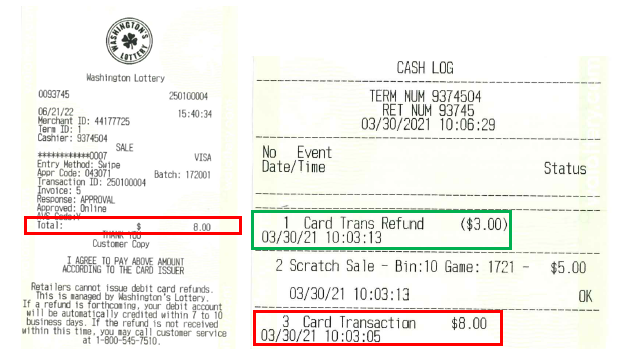 WASHINGTON'S
LOTTERY
Washington Lottery
0093745 250100004
06/21/22 15:40:34
Merchant ID: 44177725
Term ID: 1
Cashier: 9374504
SALE
************0007 VISA
Entry Method: Swipe
Appr Code: 043071 Batch: 172001
Transaction ID: 250100004
Invoice: 5
Response: APPROVAL
Approved: Online
AVS Code:Y
Total: $ 8.00
THANK YOU
Customer Copy
I AGREE TO PAY ABOVE AMOUNT
ACCORDING TO THE CARD ISSUER
Retailers cannot issue debit card refunds.
This is managed by Washington's Lottery.
If a refund is forthcoming, your debit account
will be automatically credited within 7 to 10
business days. If the refund is not received
within this time, you may call customer service
at 1-800-545-7510.
CASH LOG
TERM NUM 9374504
RET NUM 93745
03/30/2021 10:06:29
No Event
Date/Time Status
1 Card Trans Refund ($3.00)
03/30/21 10:03:13
2 Scratch Sale - Bin:10 Game: 1721 - $5.00
03/30/21 10:03:13 OK
3 Card Transaction $8.00
03/30/21 10:03:05